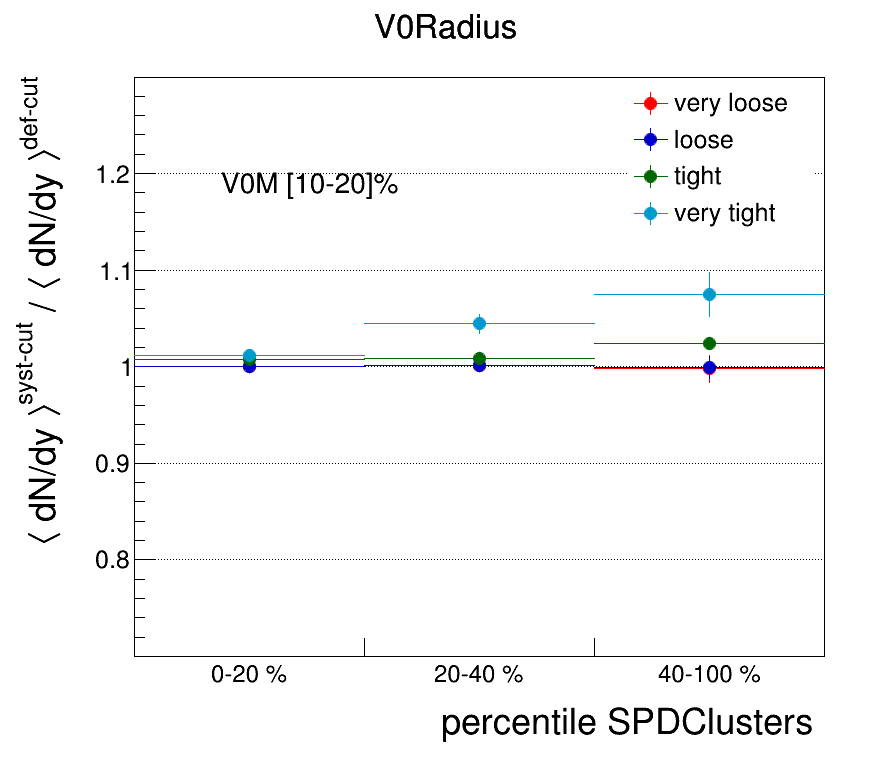 V0Radius
⟨ dN/dy ⟩^syst-cut / ⟨ dN/dy ⟩^def-cut
V0M [10-20]%
very loose
loose
tight
very tight
1.2
1.1
1
0.9
0.8
0-20 %
20-40 %
40-100 %
percentile SPDClusters